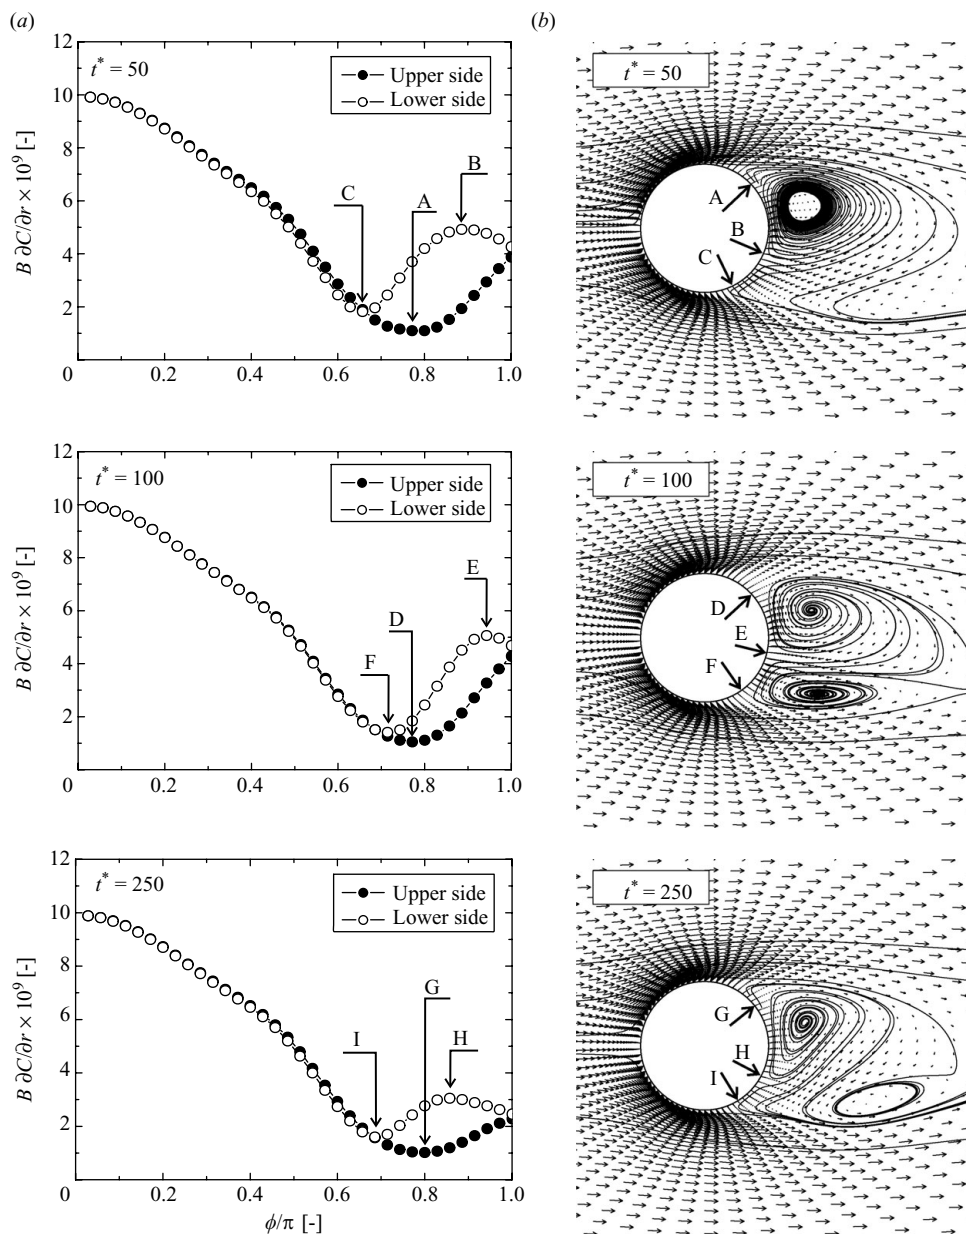 (a)
12
10
8
6
4
2
0
0.2
0.4
0.6
0.8
1.0
B ∂C/∂r × 10⁹ [-]
t* = 50
Upper side
Lower side
C
A
B
12
10
8
6
4
2
0
0.2
0.4
0.6
0.8
1.0
B ∂C/∂r × 10⁹ [-]
t* = 100
Upper side
Lower side
F
D
E
12
10
8
6
4
2
0
0.2
0.4
0.6
0.8
1.0
B ∂C/∂r × 10⁹ [-]
t* = 250
Upper side
Lower side
I
G
H
ϕ/π [-]
(b)
t* = 50
A
B
C
t* = 100
D
E
F
t* = 250
G
H
I